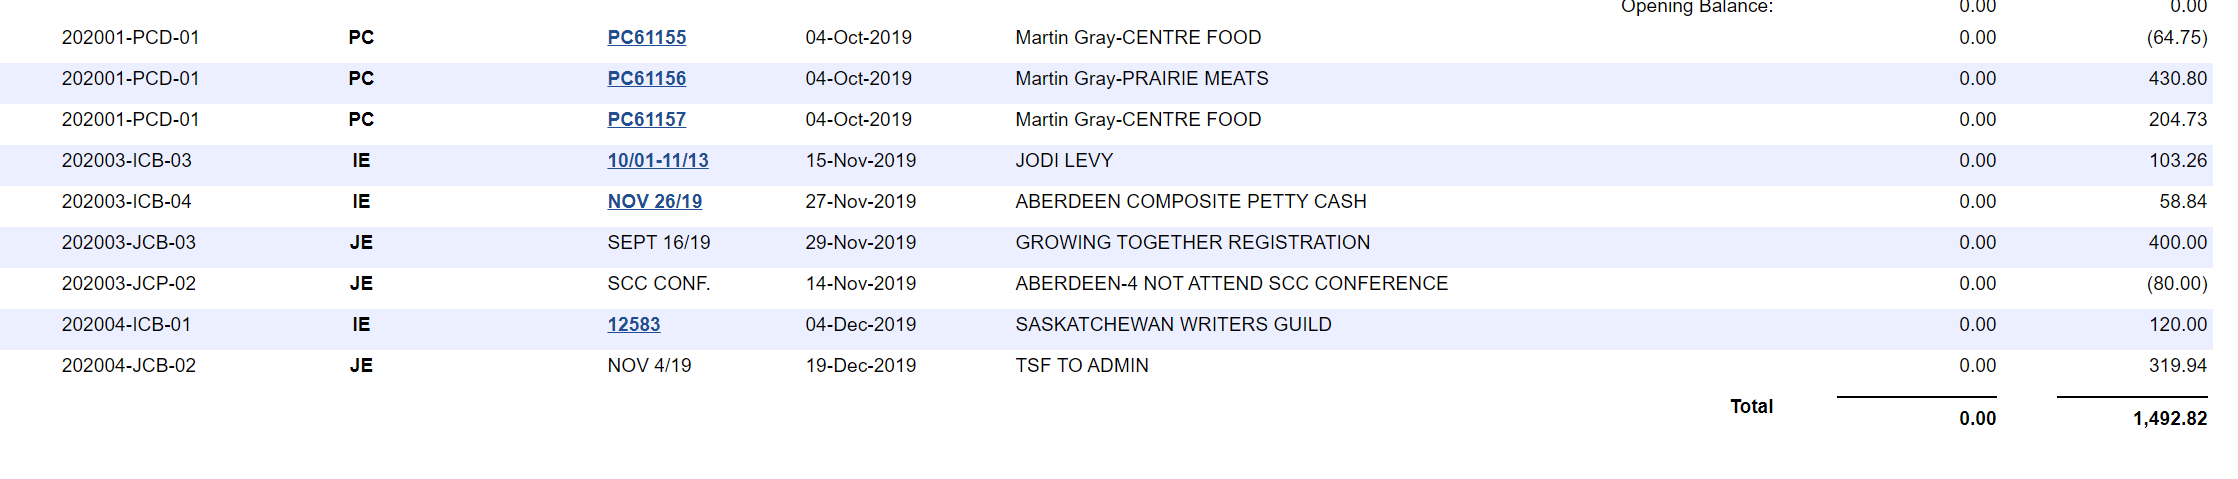 Opening Balance: 0.00 0.00
202001-PCD-01 PC PC61155 04-Oct-2019 Martin Gray-CENTRE FOOD 0.00 (64.75)
202001-PCD-01 PC PC61156 04-Oct-2019 Martin Gray-PRAIRIE MEATS 0.00 430.80
202001-PCD-01 PC PC61157 04-Oct-2019 Martin Gray-CENTRE FOOD 0.00 204.73
202003-ICB-03 IE 10/01-11/13 15-Nov-2019 JODI LEVY 0.00 103.26
202003-ICB-04 IE NOV 26/19 27-Nov-2019 ABERDEEN COMPOSITE PETTY CASH 0.00 58.84
202003-JCB-03 JE SEPT 16/19 29-Nov-2019 GROWING TOGETHER REGISTRATION 0.00 400.00
202003-JCP-02 JE SCC CONF. 14-Nov-2019 ABERDEEN-4 NOT ATTEND SCC CONFERENCE 0.00 (80.00)
202004-ICB-01 IE 12583 04-Dec-2019 SASKATCHEWAN WRITERS GUILD 0.00 120.00
202004-JCB-02 JE NOV 4/19 19-Dec-2019 TSF TO ADMIN 0.00 319.94
Total 0.00 1,492.82